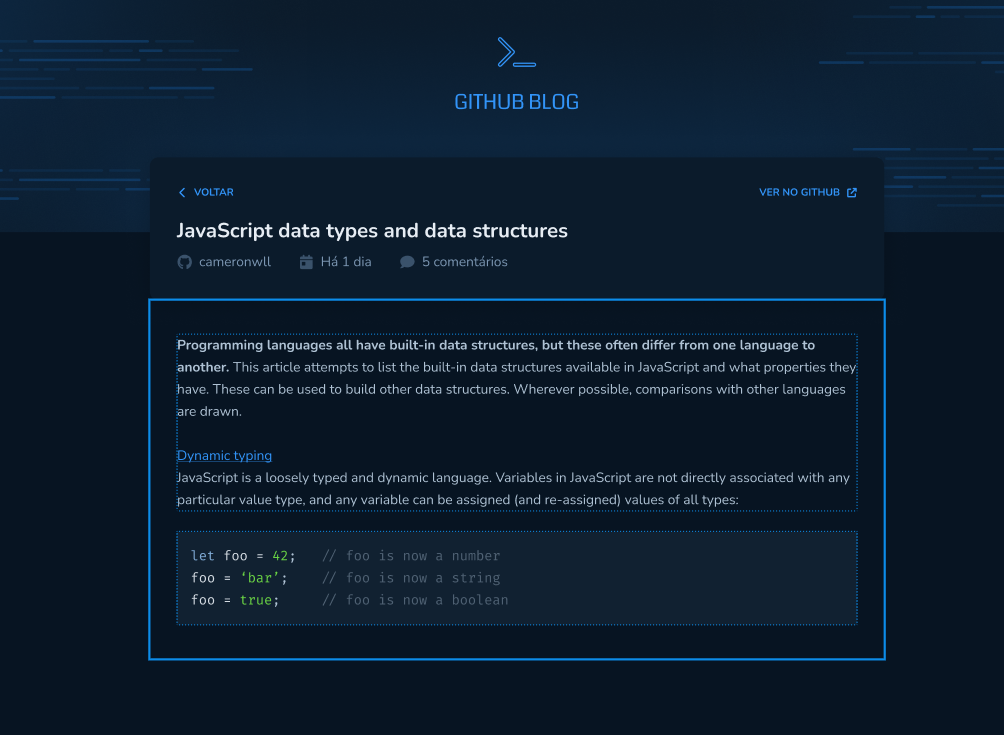 GITHUB BLOG
VOLTAR
VER NO GITHUB
JavaScript data types and data structures
cameronwll Há 1 dia 5 comentários
Programming languages all have built-in data structures, but these often differ from one language to
another. This article attempts to list the built-in data structures available in JavaScript and what properties they
have. These can be used to build other data structures. Wherever possible, comparisons with other languages
are drawn.
Dynamic typing
JavaScript is a loosely typed and dynamic language. Variables in JavaScript are not directly associated with any
particular value type, and any variable can be assigned (and re-assigned) values of all types:
let foo = 42;   // foo is now a number
foo = ‘bar’;    // foo is now a string
foo = true;     // foo is now a boolean